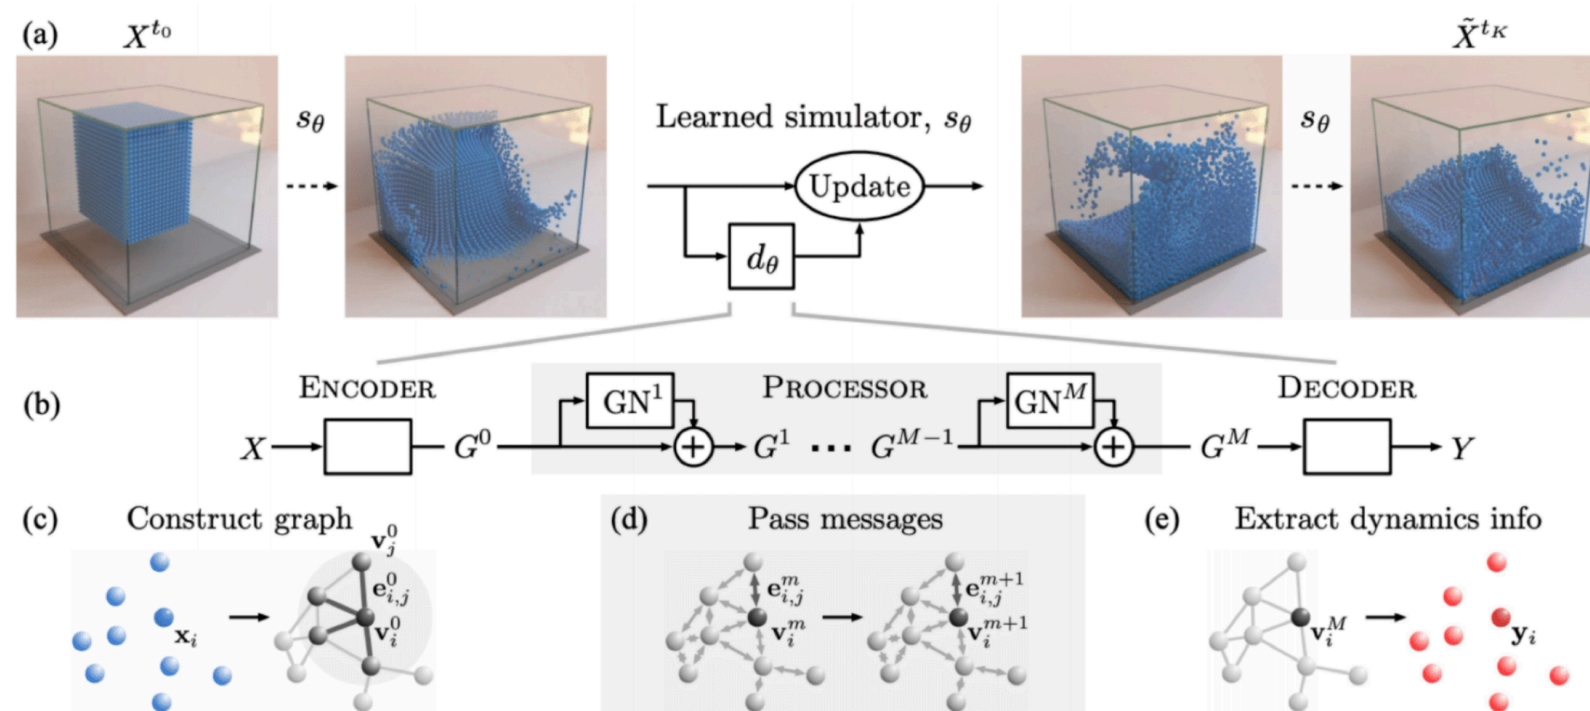 (a)
X^{t_0}
s_θ
Learned simulator, s_θ
Update
d_θ
s_θ
X̃^{t_K}
(b)
ENCODER
PROCESSOR
DECODER
GN^1
GN^M
X
G^0
+
G^1
···
G^{M−1}
+
G^M
Y
(c)
Construct graph
v_j^0
e_{i,j}^0
x_i
v_i^0
(d)
Pass messages
e_{i,j}^m
v_i^m
e_{i,j}^{m+1}
v_i^{m+1}
(e)
Extract dynamics info
v_i^M
y_i